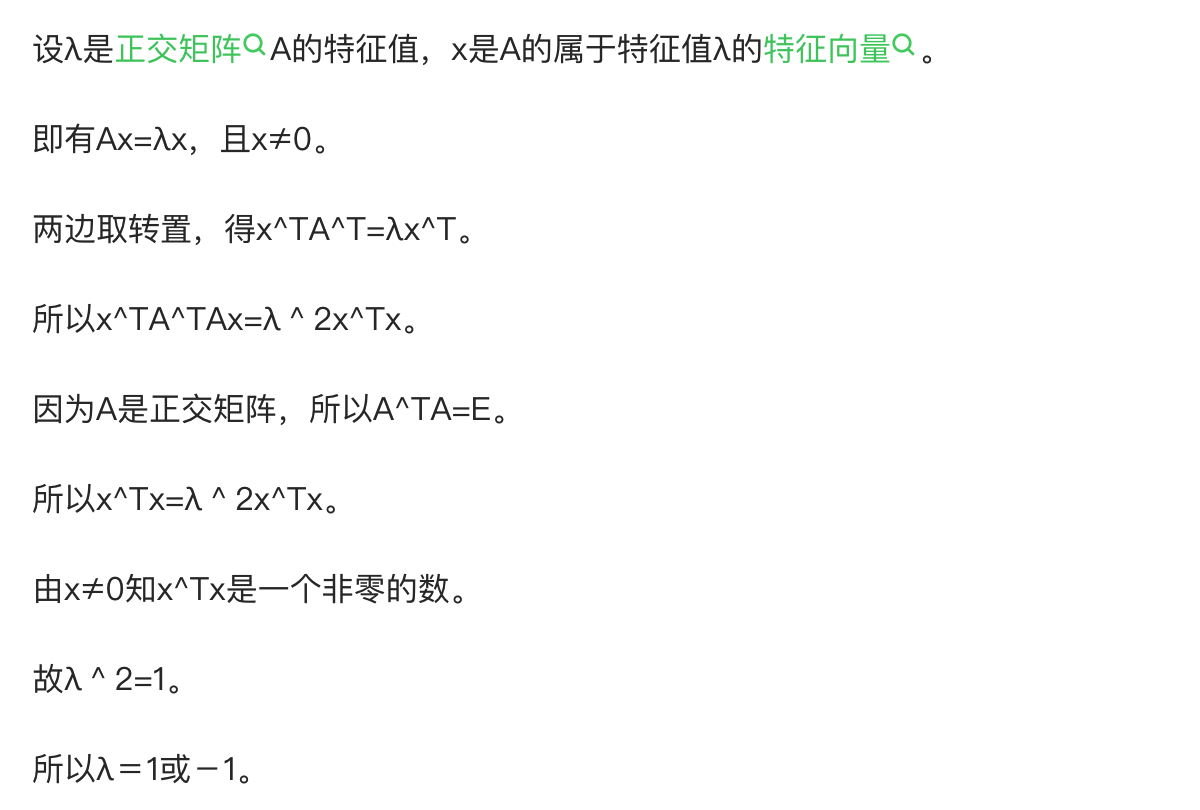 设λ是正交矩阵A的特征值，x是A的属于特征值λ的特征向量。
即有Ax=λx，且x≠0。
两边取转置，得x^TA^T=λx^T。
所以x^TA^TAx=λ ^ 2x^Tx。
因为A是正交矩阵，所以A^TA=E。
所以x^Tx=λ ^ 2x^Tx。
由x≠0知x^Tx是一个非零的数。
故λ ^ 2=1。
所以λ＝1或－1。